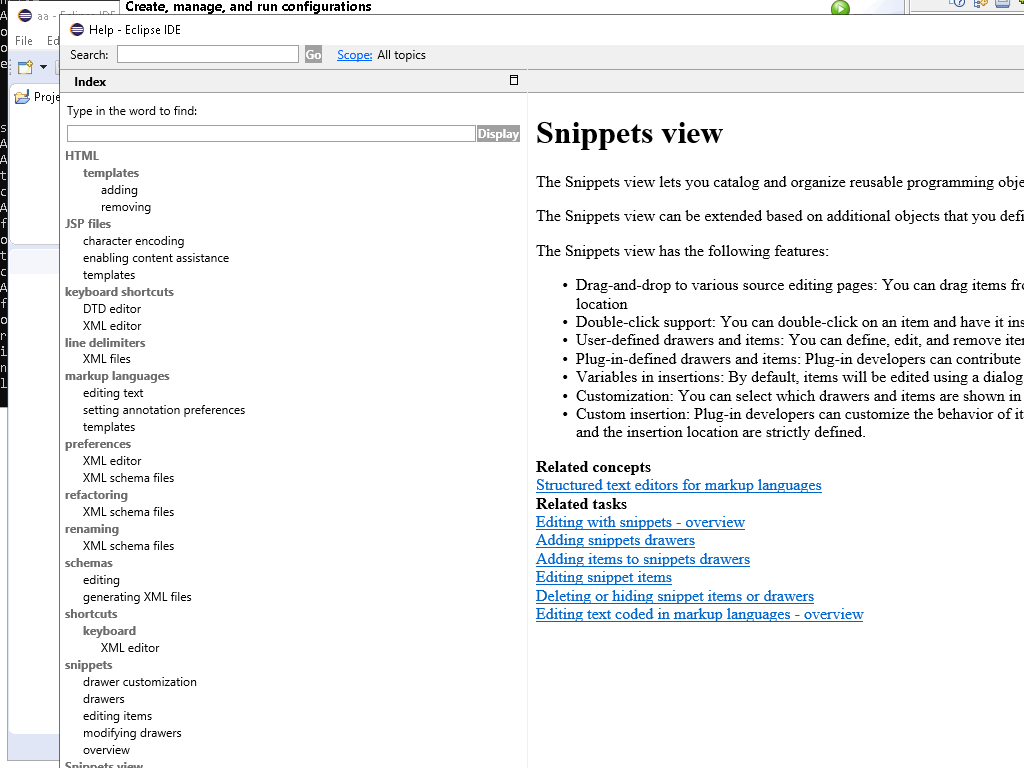 Create, manage, and run configurations
aa - Eclipse IDE
File Ed
Proje
Help - Eclipse IDE
Search: Go Scope: All topics
Index
Type in the word to find:
Display
HTML
templates
adding
removing
JSP files
character encoding
enabling content assistance
templates
keyboard shortcuts
DTD editor
XML editor
line delimiters
XML files
markup languages
editing text
setting annotation preferences
templates
preferences
XML editor
XML schema files
refactoring
XML schema files
renaming
XML schema files
schemas
editing
generating XML files
shortcuts
keyboard
XML editor
snippets
drawer customization
drawers
editing items
modifying drawers
overview
Snippets view
Snippets view
The Snippets view lets you catalog and organize reusable programming obje
The Snippets view can be extended based on additional objects that you defi
The Snippets view has the following features:
• Drag-and-drop to various source editing pages: You can drag items fro
location
• Double-click support: You can double-click on an item and have it ins
• User-defined drawers and items: You can define, edit, and remove iter
• Plug-in-defined drawers and items: Plug-in developers can contribute
• Variables in insertions: By default, items will be edited using a dialog
• Customization: You can select which drawers and items are shown in
• Custom insertion: Plug-in developers can customize the behavior of it
and the insertion location are strictly defined.
Related concepts
Structured text editors for markup languages
Related tasks
Editing with snippets - overview
Adding snippets drawers
Adding items to snippets drawers
Editing snippet items
Deleting or hiding snippet items or drawers
Editing text coded in markup languages - overview